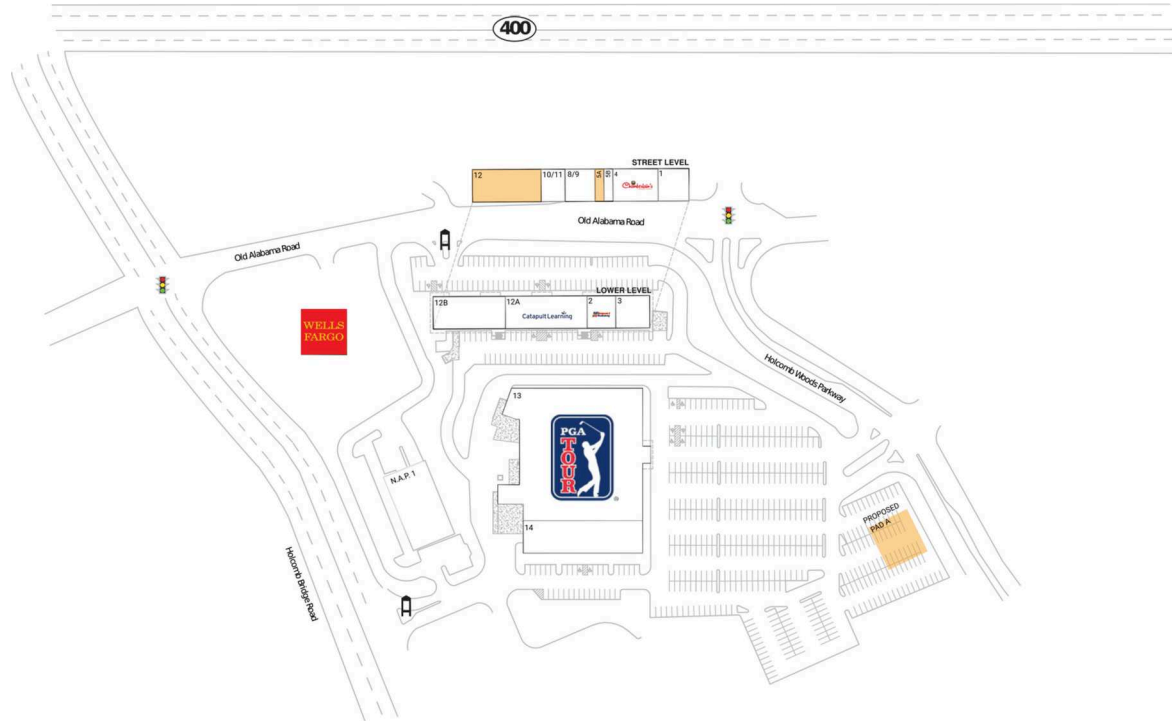 400
STREET LEVEL
12
10/11
8/9
5A
5B
4
1
Old Alabama Road
Old Alabama Road
LOWER LEVEL
12B
12A
2
3
Catapult Learning
WELLS
FARGO
Holcomb Woods Parkway
13
PGA
TOUR
®
N.A.P. 1
14
PROPOSED
PAD A
Holcomb Bridge Road